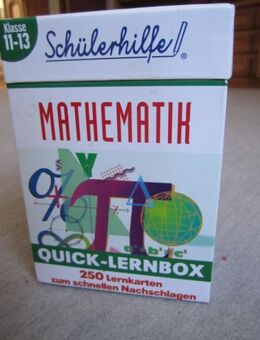 Klasse
11-13
Schülerhilfe!®
MATHEMATIK
QUICK-LERNBOX
250 Lernkarten
zum schnellen Nachschlagen